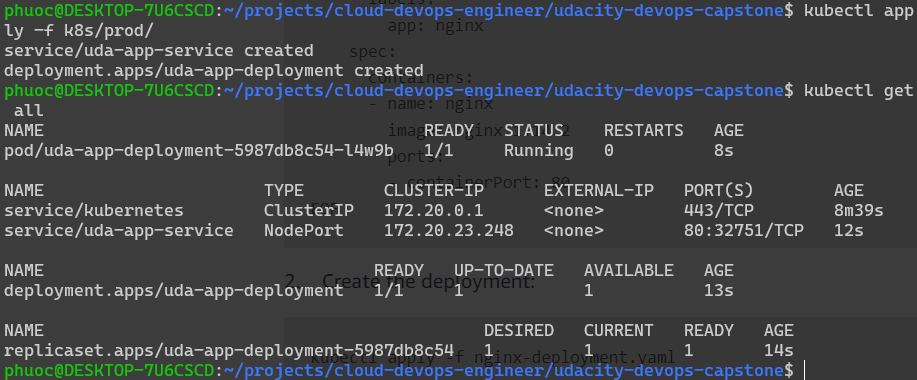 labels:
phuoc@DESKTOP-7U6CSCD:~/projects/cloud-devops-engineer/udacity-devops-capstone$ kubectl app
ly -f k8s/prod/
app: nginx
service/uda-app-service created
spec:
deployment.apps/uda-app-deployment created
containers:
phuoc@DESKTOP-7U6CSCD:~/projects/cloud-devops-engineer/udacity-devops-capstone$ kubectl get
- name: nginx
 all
NAME                                      READY   STATUS    RESTARTS   AGE
pod/uda-app-deployment-5987db8c54-l4w9b   1/1     Running   0          8s
ports:
containerPort: 80
NAME                      TYPE        CLUSTER-IP      EXTERNAL-IP   PORT(S)        AGE
service/kubernetes        ClusterIP   172.20.0.1      <none>        443/TCP        8m39s
service/uda-app-service   NodePort    172.20.23.248   <none>        80:32751/TCP   12s
NAME                                 READY   UP-TO-DATE   AVAILABLE   AGE
2. Create the deployment:
deployment.apps/uda-app-deployment   1/1     1            1           13s
NAME                                            DESIRED   CURRENT   READY   AGE
replicaset.apps/uda-app-deployment-5987db8c54   1         1         1       14s
kubectl apply -f nginx-deployment.yaml
phuoc@DESKTOP-7U6CSCD:~/projects/cloud-devops-engineer/udacity-devops-capstone$